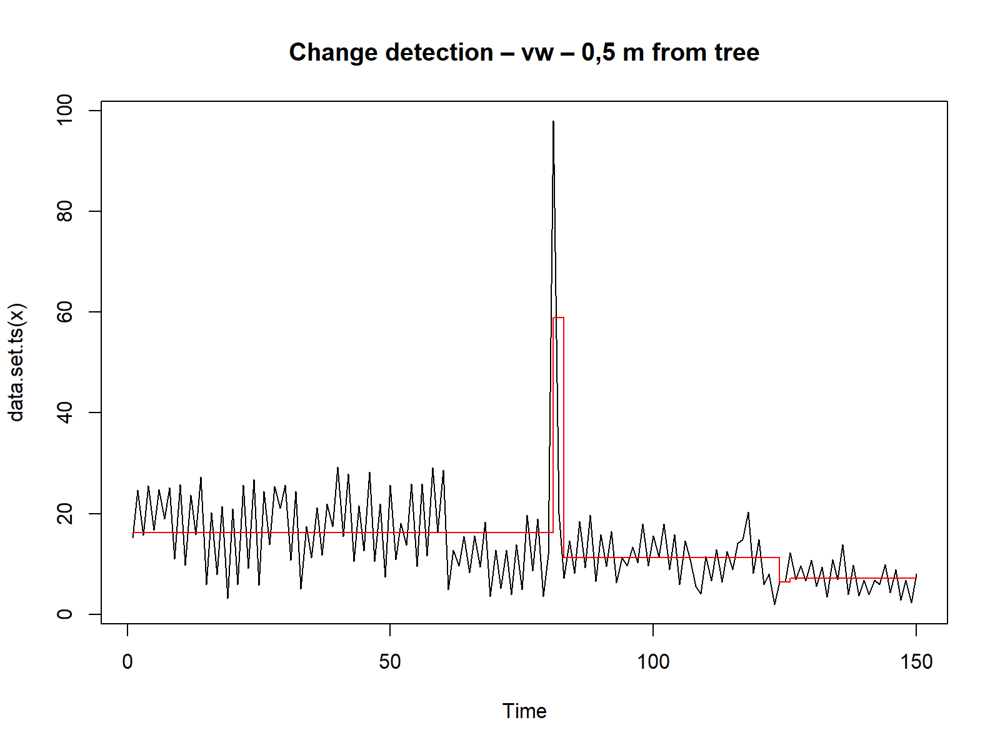 Change detection – vw – 0,5 m from tree
data.set.ts(x)
100
80
60
40
20
0
0 50 100 150
Time